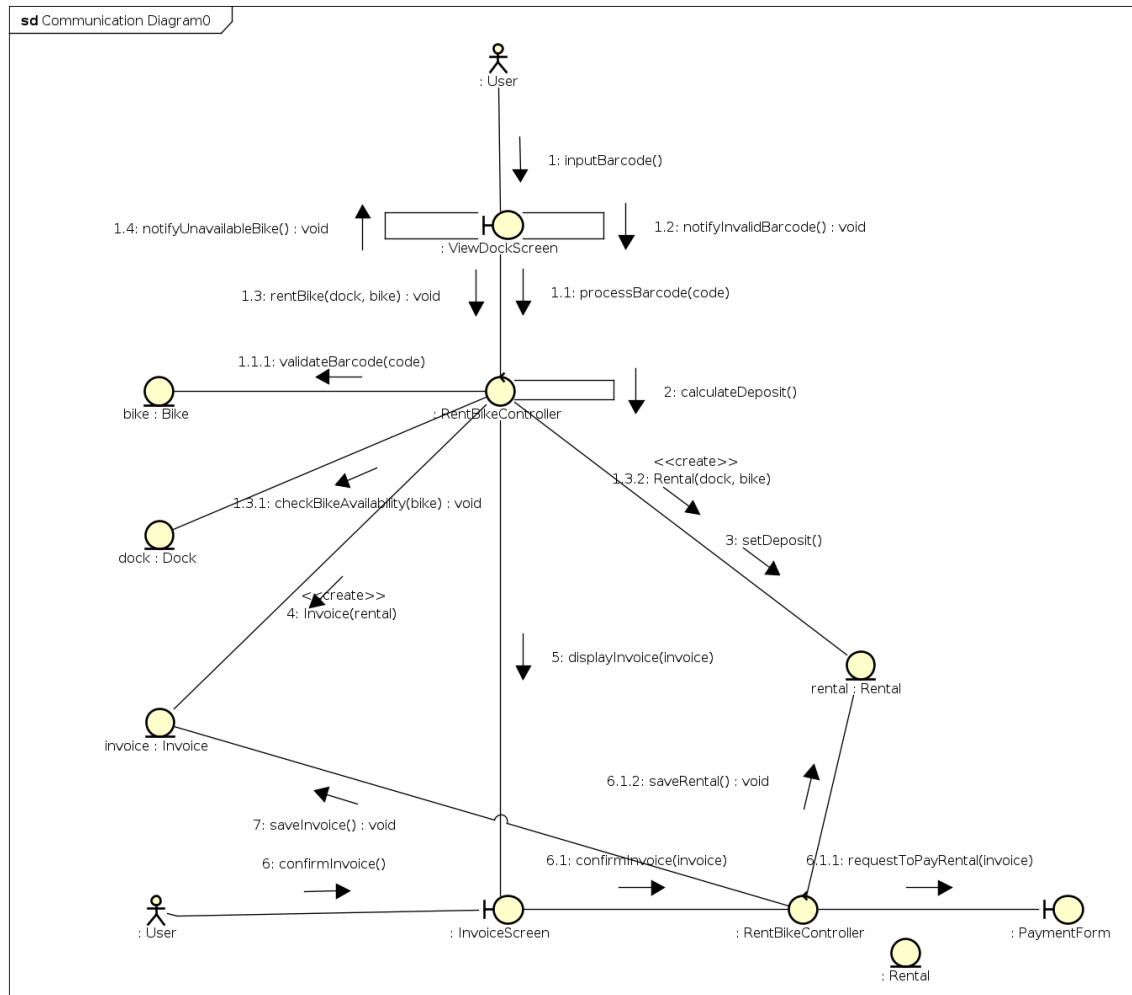 sd Communication Diagram0
: User
1: inputBarcode()
1.4: notifyUnavailableBike() : void
1.2: notifyInvalidBarcode() : void
: ViewDockScreen
1.3: rentBike(dock, bike) : void
1.1: processBarcode(code)
1.1.1: validateBarcode(code)
2: calculateDeposit()
bike : Bike
: RentBikeController
<<create>>
1.3.2: Rental(dock, bike)
1.3.1: checkBikeAvailability(bike) : void
3: setDeposit()
dock : Dock
<<create>>
4: Invoice(rental)
5: displayInvoice(invoice)
rental : Rental
invoice : Invoice
6.1.2: saveRental() : void
7: saveInvoice() : void
6: confirmInvoice()
6.1: confirmInvoice(invoice)
6.1.1: requestToPayRental(invoice)
: User
: InvoiceScreen
: RentBikeController
: PaymentForm
: Rental